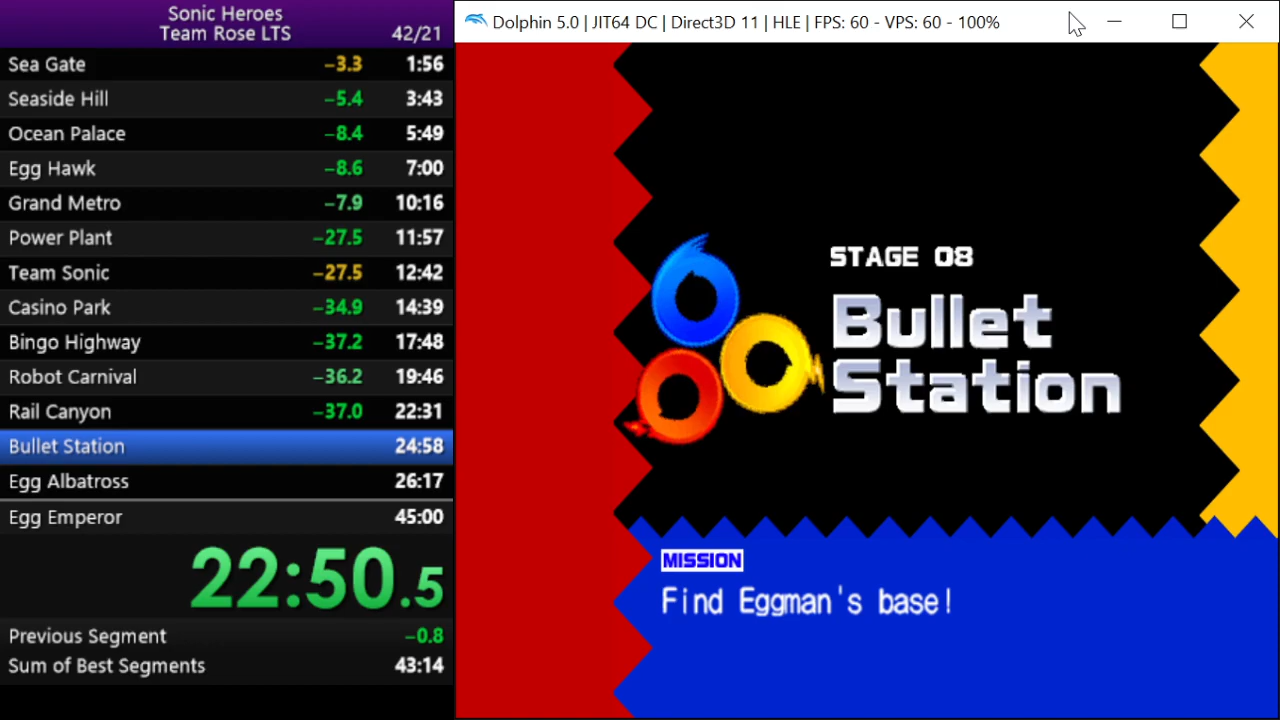 Sonic Heroes
Team Rose LTS 42/21
Sea Gate −3.3 1:56
Seaside Hill −5.4 3:43
Ocean Palace −8.4 5:49
Egg Hawk −8.6 7:00
Grand Metro −7.9 10:16
Power Plant −27.5 11:57
Team Sonic −27.5 12:42
Casino Park −34.9 14:39
Bingo Highway −37.2 17:48
Robot Carnival −36.2 19:46
Rail Canyon −37.0 22:31
Bullet Station 24:58
Egg Albatross 26:17
Egg Emperor 45:00
22:50.5
Previous Segment −0.8
Sum of Best Segments 43:14
Dolphin 5.0 | JIT64 DC | Direct3D 11 | HLE | FPS: 60 - VPS: 60 - 100%
STAGE 08
Bullet
Station
MISSION
Find Eggman's base!